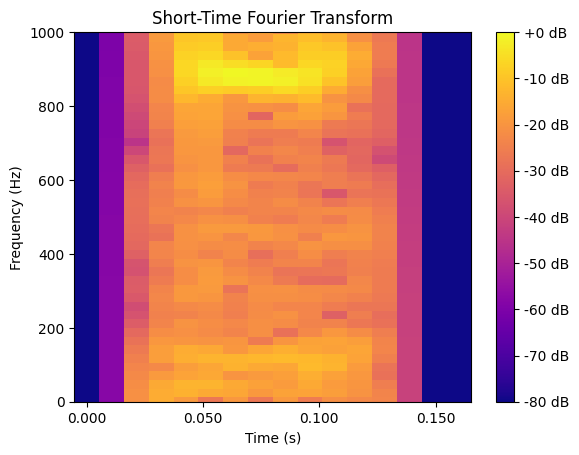 Short-Time Fourier Transform
Frequency (Hz)
1000
800
600
400
200
0
0.000
0.050
0.100
0.150
Time (s)
+0 dB
-10 dB
-20 dB
-30 dB
-40 dB
-50 dB
-60 dB
-70 dB
-80 dB